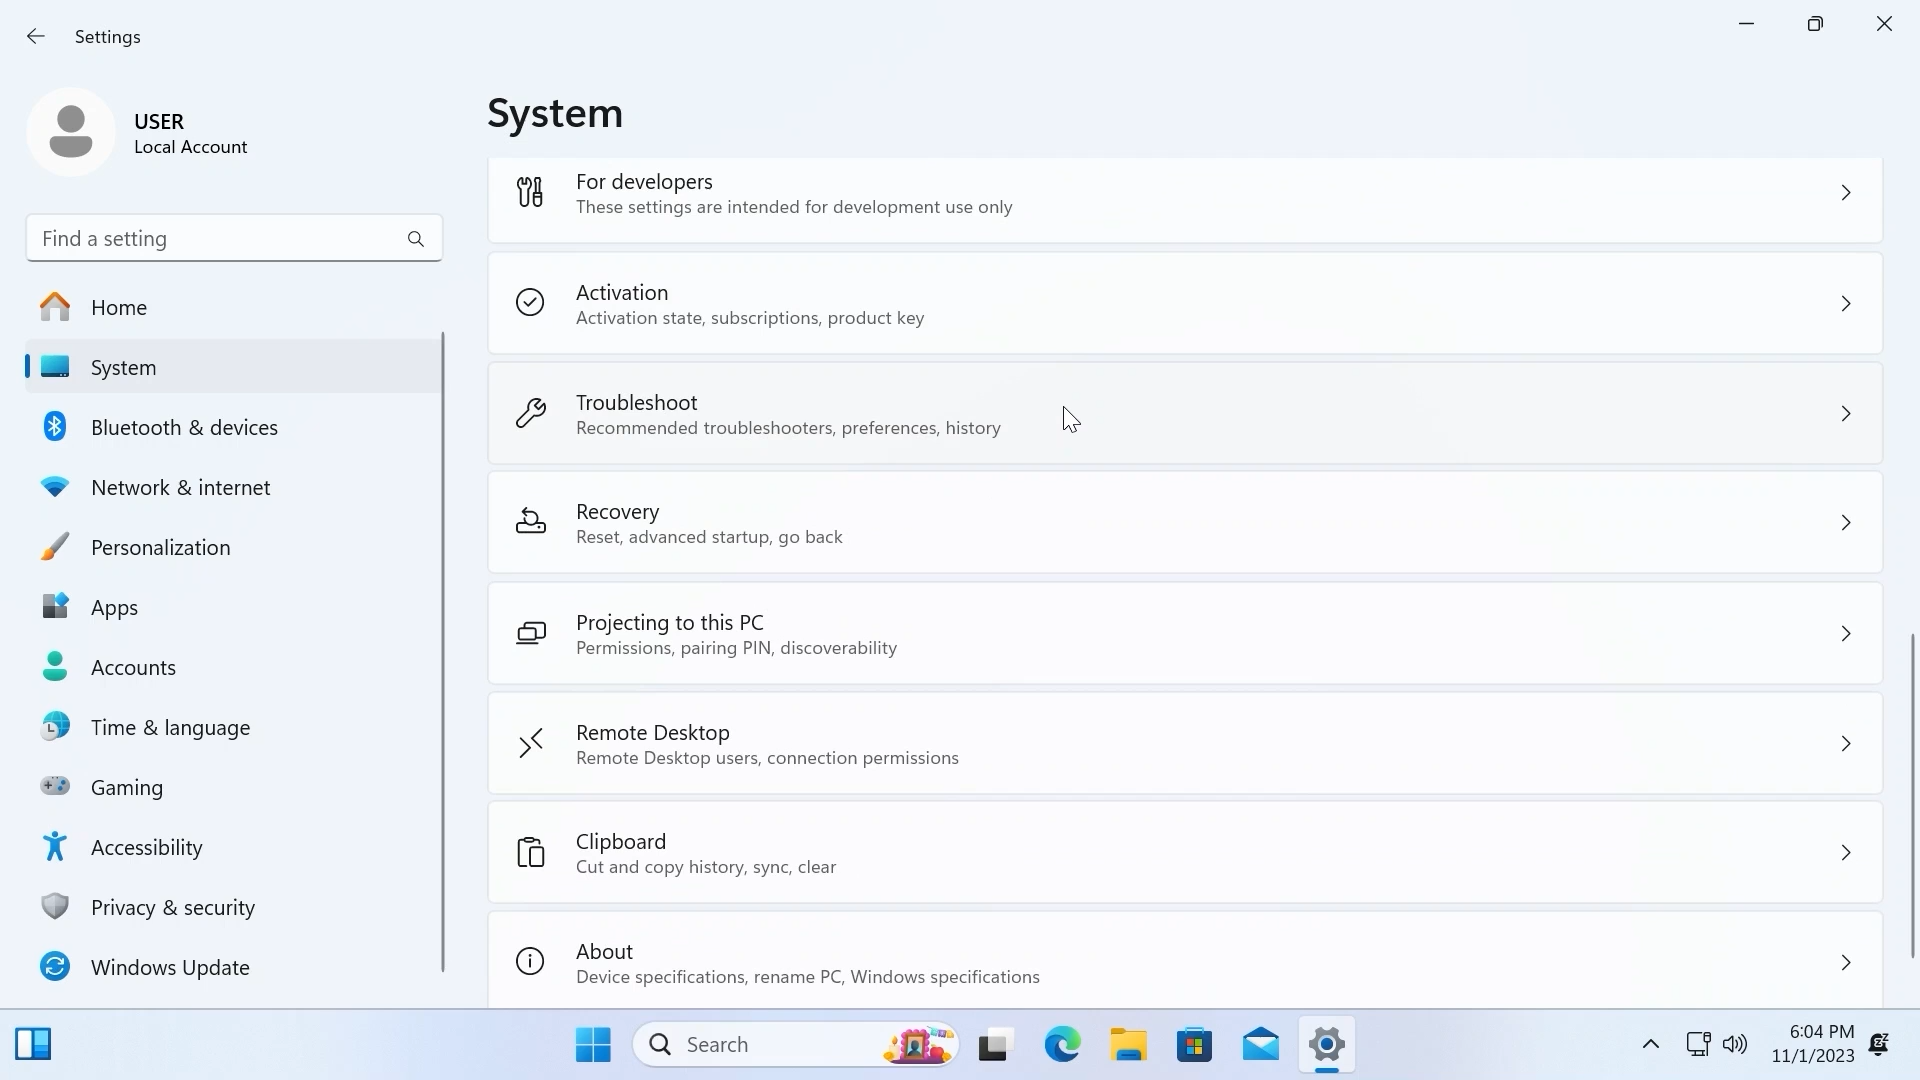 Settings
USER
Local Account
Find a setting
Home
System
Bluetooth & devices
Network & internet
Personalization
Apps
Accounts
Time & language
Gaming
Accessibility
Privacy & security
Windows Update
System
For developers
These settings are intended for development use only
Activation
Activation state, subscriptions, product key
Troubleshoot
Recommended troubleshooters, preferences, history
Recovery
Reset, advanced startup, go back
Projecting to this PC
Permissions, pairing PIN, discoverability
Remote Desktop
Remote Desktop users, connection permissions
Clipboard
Cut and copy history, sync, clear
About
Device specifications, rename PC, Windows specifications
Search
6:04 PM
11/1/2023